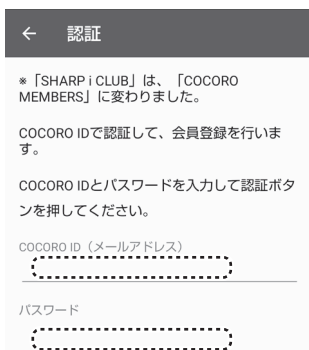 ← 認証
※「SHARP i CLUB」は、「COCORO
MEMBERS」に変わりました。
COCORO IDで認証して、会員登録を行いま
す。
COCORO IDとパスワードを入力して認証ボタ
ンを押してください。
COCORO ID（メールアドレス）
パスワード